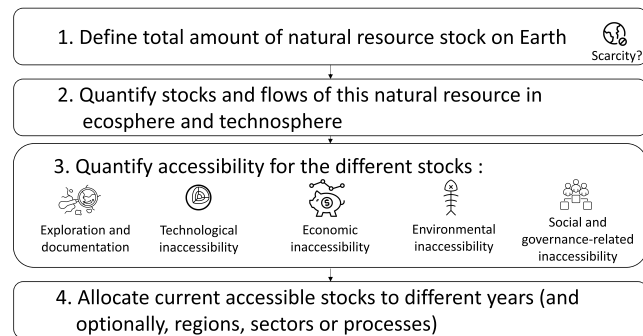 1. Define total amount of natural resource stock on Earth
Scarcity?
2. Quantify stocks and flows of this natural resource in
ecosphere and technosphere
3. Quantify accessibility for the different stocks :
Exploration and
documentation
Technological
inaccessibility
Economic
inaccessibility
Environmental
inaccessibility
Social and
governance-related
inaccessibility
4. Allocate current accessible stocks to different years (and
optionally, regions, sectors or processes)